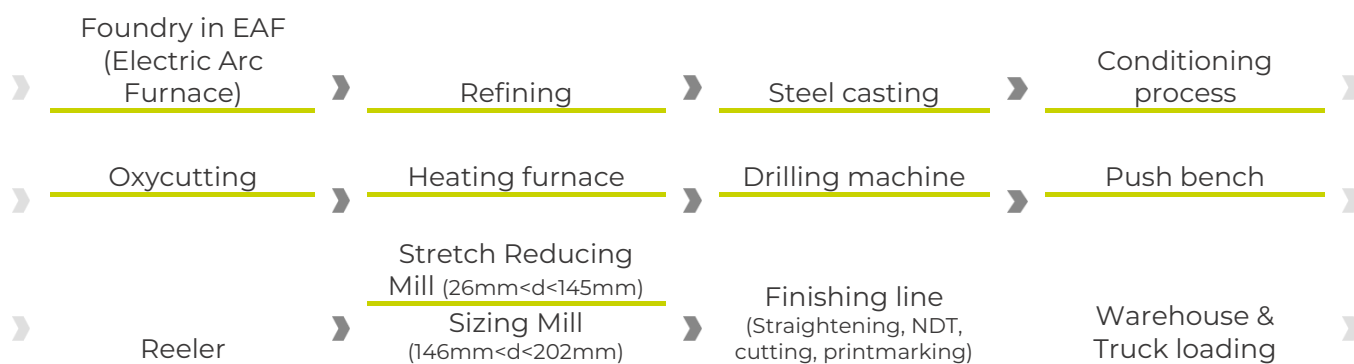 Foundry in EAF
(Electric Arc
Furnace)
Refining
Steel casting
Conditioning
process
Oxycutting
Heating furnace
Drilling machine
Push bench
Reeler
Stretch Reducing
Mill (26mm<d<145mm)
Sizing Mill
(146mm<d<202mm)
Finishing line
(Straightening, NDT,
cutting, printmarking)
Warehouse &
Truck loading